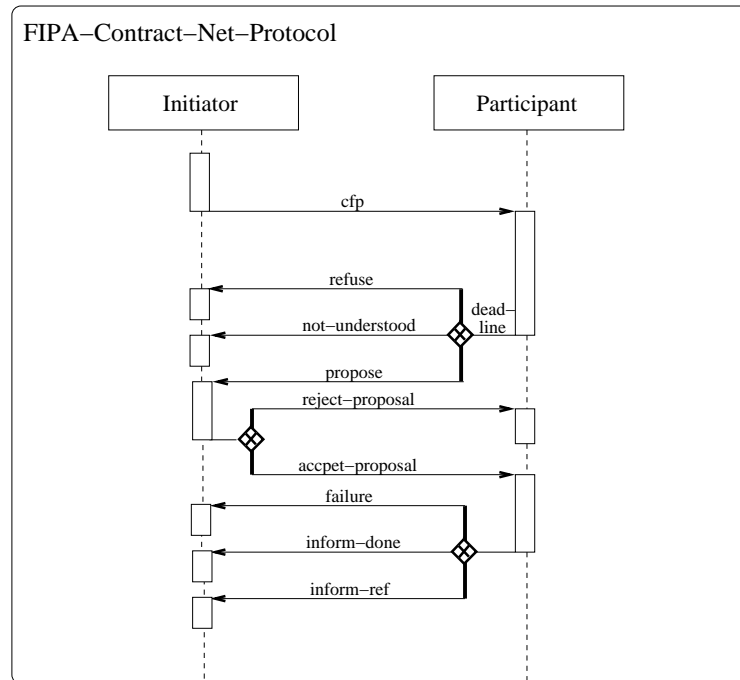 FIPA–Contract–Net–Protocol
Initiator
Participant
cfp
refuse
dead–
line
not–understood
propose
reject–proposal
accpet–proposal
failure
inform–done
inform–ref